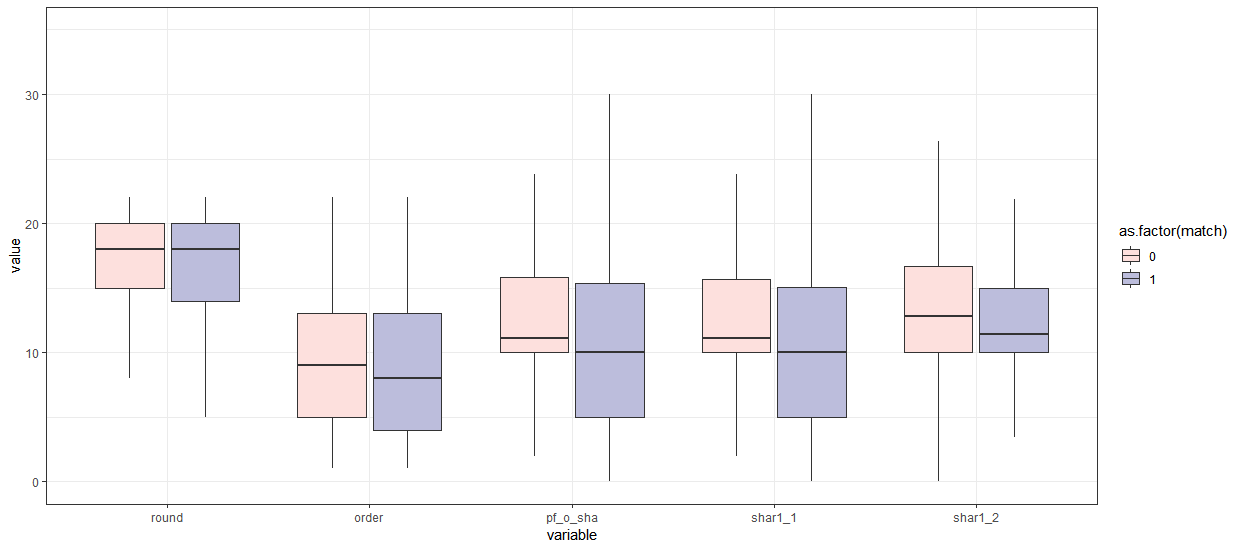 30
20
10
0
value
round order pf_o_sha shar1_1 shar1_2
variable
as.factor(match)
0
1